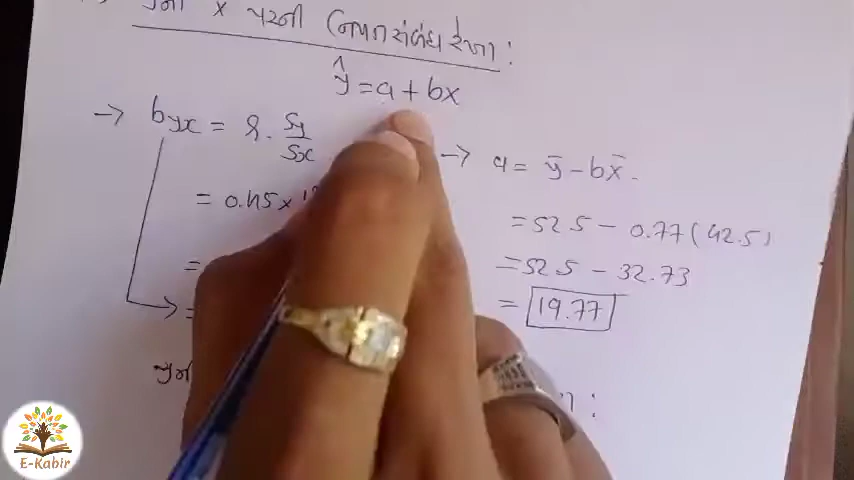 x પરની નિયતસંબંધ રેખા :
ŷ = a + bx
→ byx = r . Sy/Sx
= 0.45 ×
→ a = ȳ - bx̄.
= 52.5 - 0.77 (42.5)
= 52.5 - 32.73
= 19.77
E-Kabir